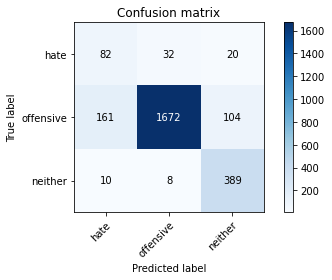 Confusion matrix
hate 82 32 20
offensive 161 1672 104
neither 10 8 389
hate offensive neither
True label
Predicted label
1600
1400
1200
1000
800
600
400
200